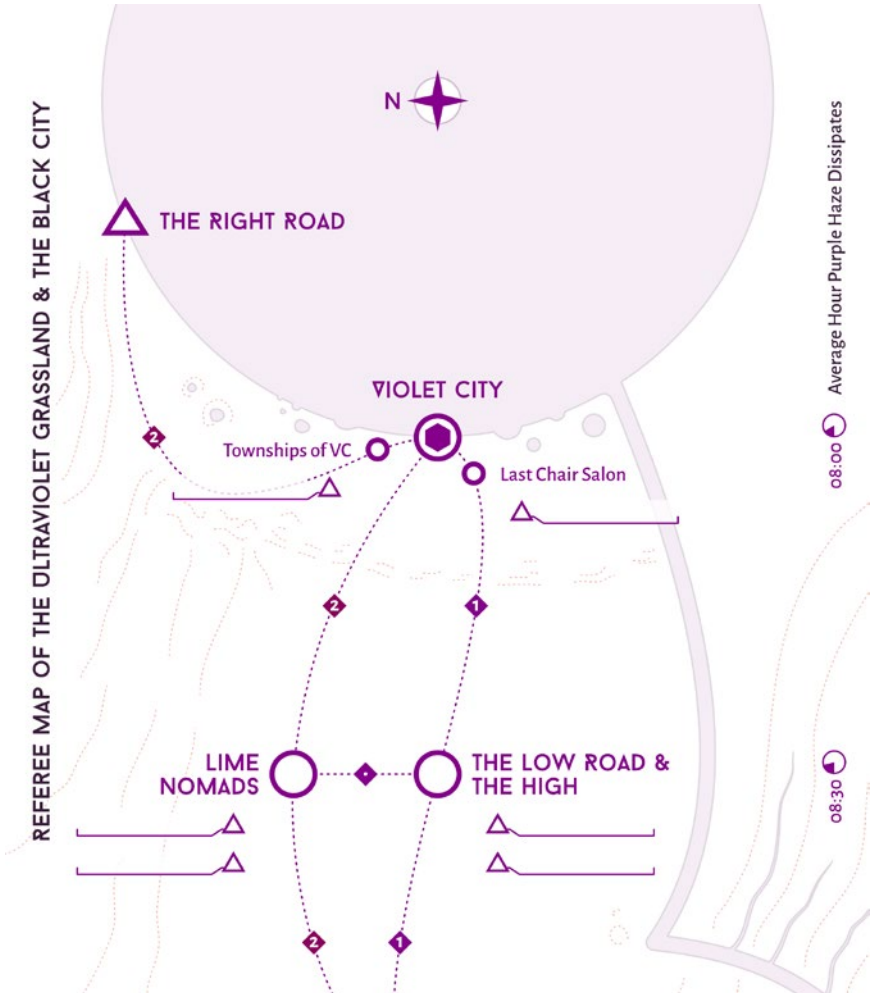 REFEREE MAP OF THE ULTRAVIOLET GRASSLAND & THE BLACK CITY
N
THE RIGHT ROAD
Average Hour Purple Haze Dissipates
VIOLET CITY
2
Townships of VC
Last Chair Salon
08:00
2
1
LIME
NOMADS
THE LOW ROAD &
THE HIGH
08:30
2
1